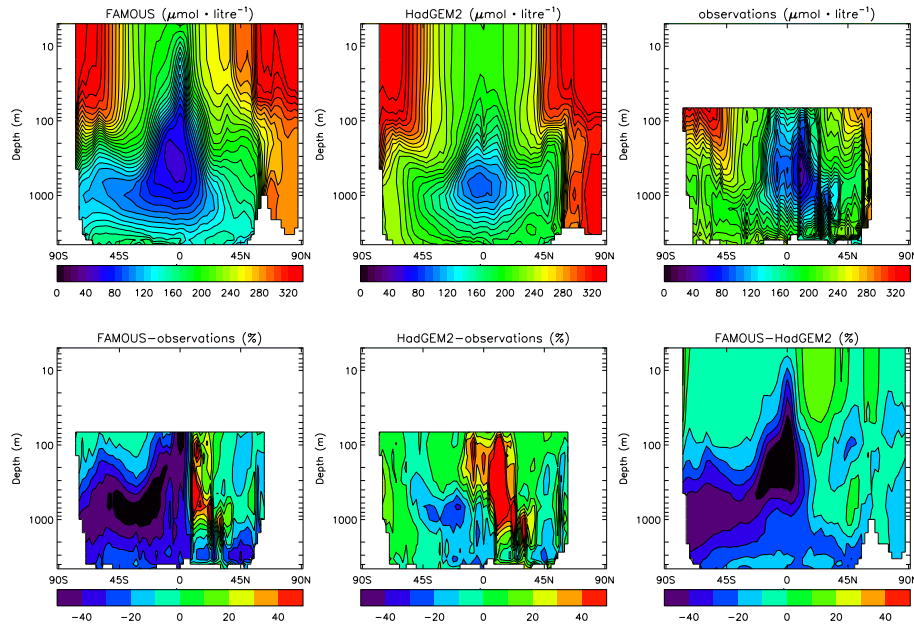 FAMOUS (μmol • litre⁻¹)
HadGEM2 (μmol • litre⁻¹)
observations (μmol • litre⁻¹)
Depth (m)
10
100
1000
90S 45S 0 45N 90N
0 40 80 120 160 200 240 280 320
Depth (m)
10
100
1000
90S 45S 0 45N 90N
0 40 80 120 160 200 240 280 320
Depth (m)
10
100
1000
90S 45S 0 45N 90N
0 40 80 120 160 200 240 280 320
FAMOUS-observations (%)
HadGEM2-observations (%)
FAMOUS-HadGEM2 (%)
Depth (m)
10
100
1000
90S 45S 0 45N 90N
-40 -20 0 20 40
Depth (m)
10
100
1000
90S 45S 0 45N 90N
-40 -20 0 20 40
Depth (m)
10
100
1000
90S 45S 0 45N 90N
-40 -20 0 20 40